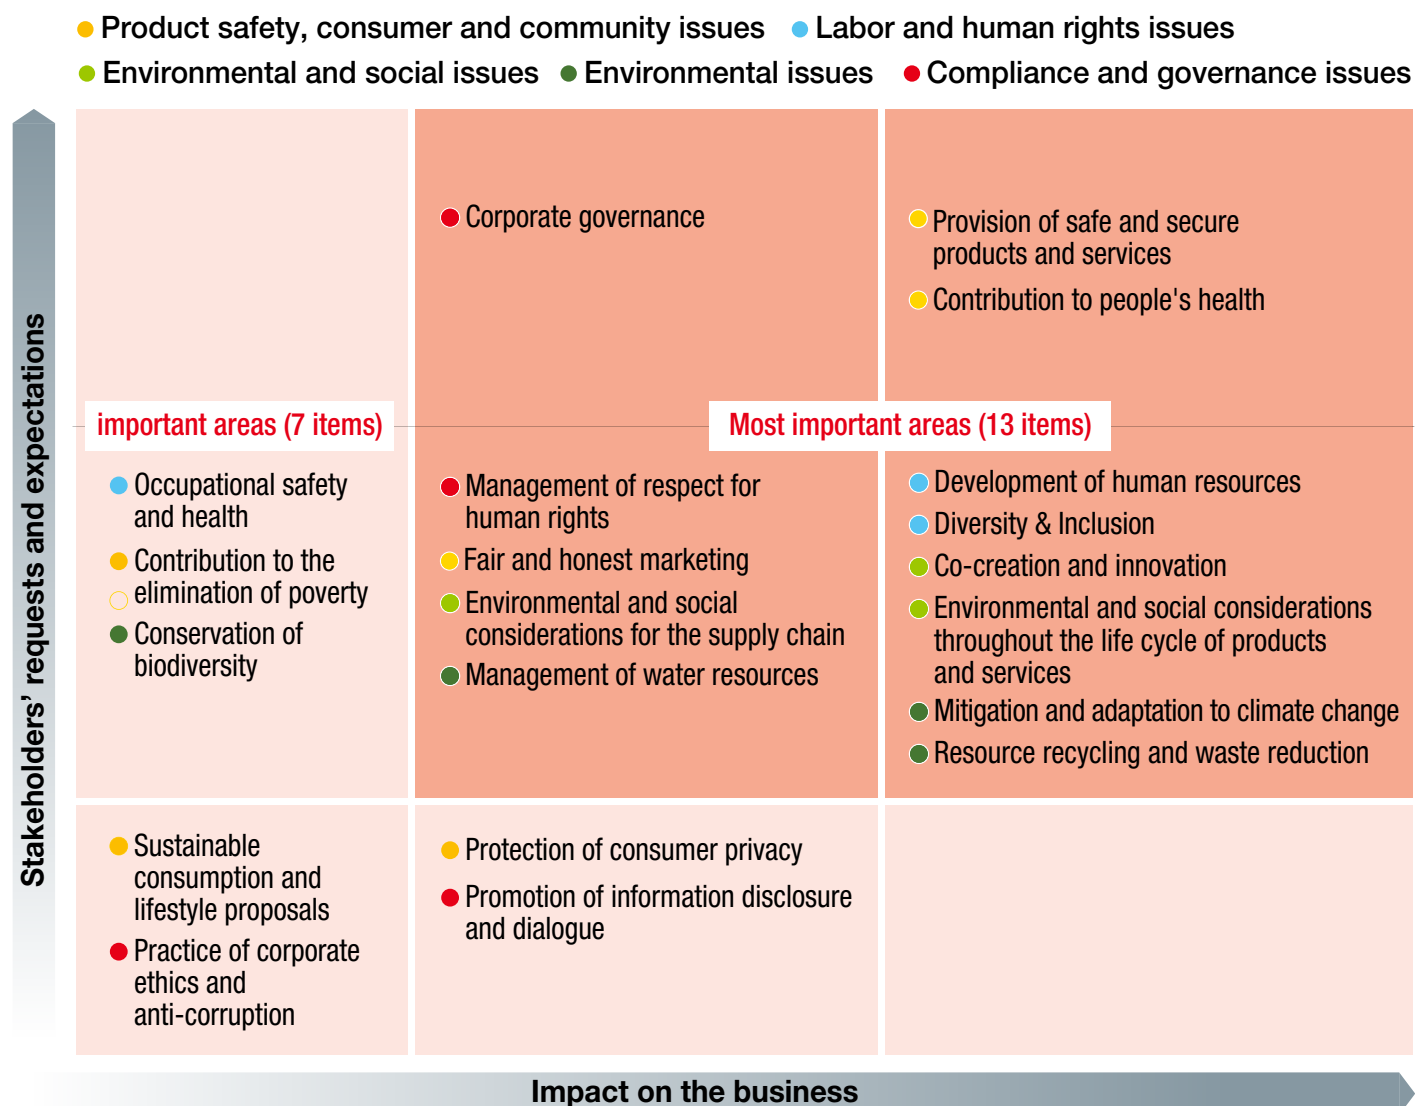 Product safety, consumer and community issues
Labor and human rights issues
Environmental and social issues
Environmental issues
Compliance and governance issues
Stakeholders’ requests and expectations
Corporate governance
Provision of safe and secure
products and services
Contribution to people's health
important areas (7 items)
Most important areas (13 items)
Occupational safety
and health
Contribution to the
elimination of poverty
Conservation of
biodiversity
Management of respect for
human rights
Fair and honest marketing
Environmental and social
considerations for the supply chain
Management of water resources
Development of human resources
Diversity & Inclusion
Co-creation and innovation
Environmental and social considerations
throughout the life cycle of products
and services
Mitigation and adaptation to climate change
Resource recycling and waste reduction
Sustainable
consumption and
lifestyle proposals
Practice of corporate
ethics and
anti-corruption
Protection of consumer privacy
Promotion of information disclosure
and dialogue
Impact on the business